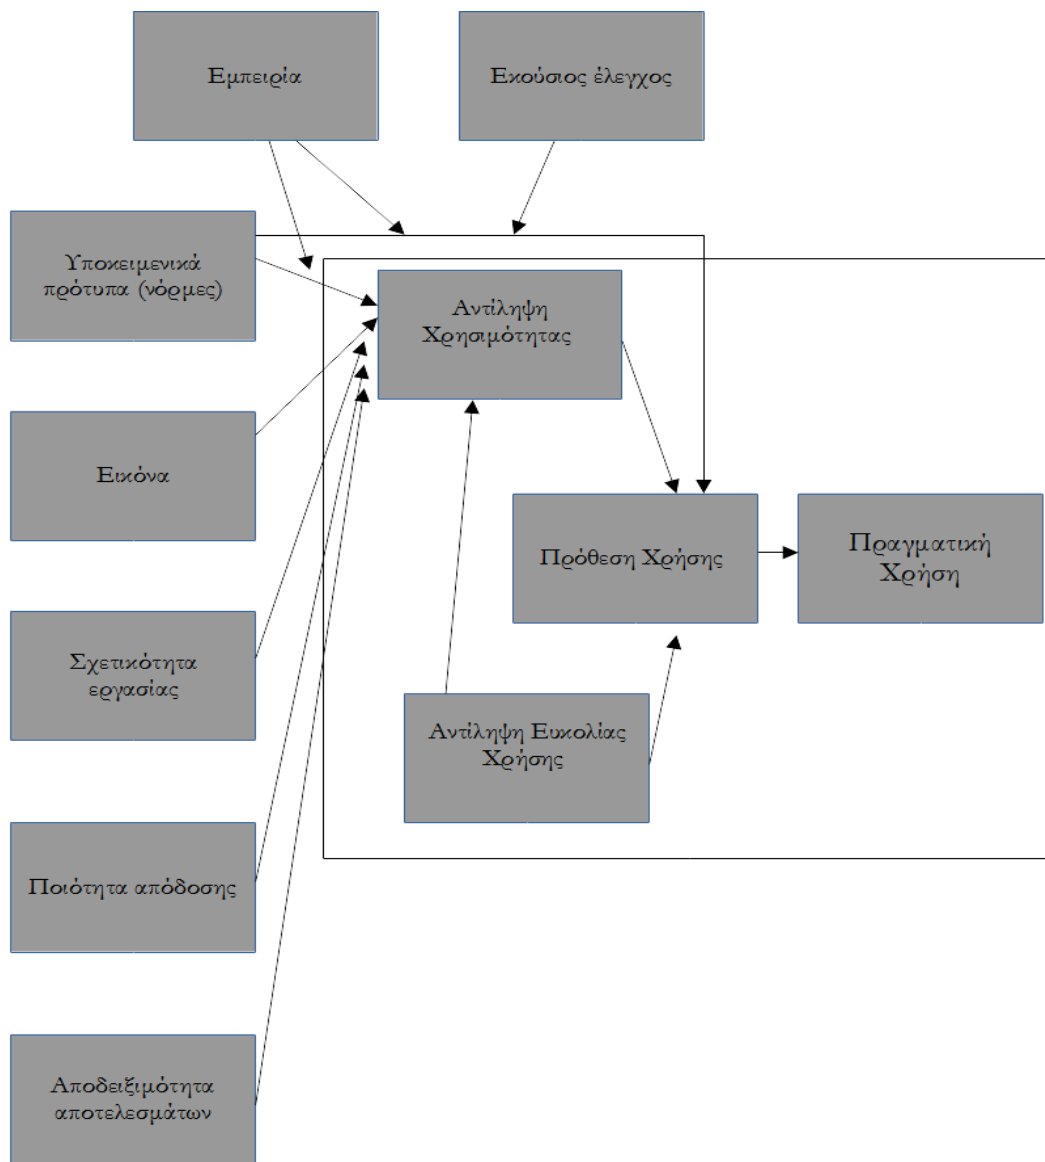 Εμπειρία
Εκούσιος έλεγχος
Υποκειμενικά
πρότυπα (νόρμες)
Αντίληψη
Χρησιμότητας
Εικόνα
Πρόθεση Χρήσης
Πραγματική
Χρήση
Σχετικότητα
εργασίας
Αντίληψη Ευκολίας
Χρήσης
Ποιότητα απόδοσης
Αποδειξιμότητα
αποτελεσμάτων